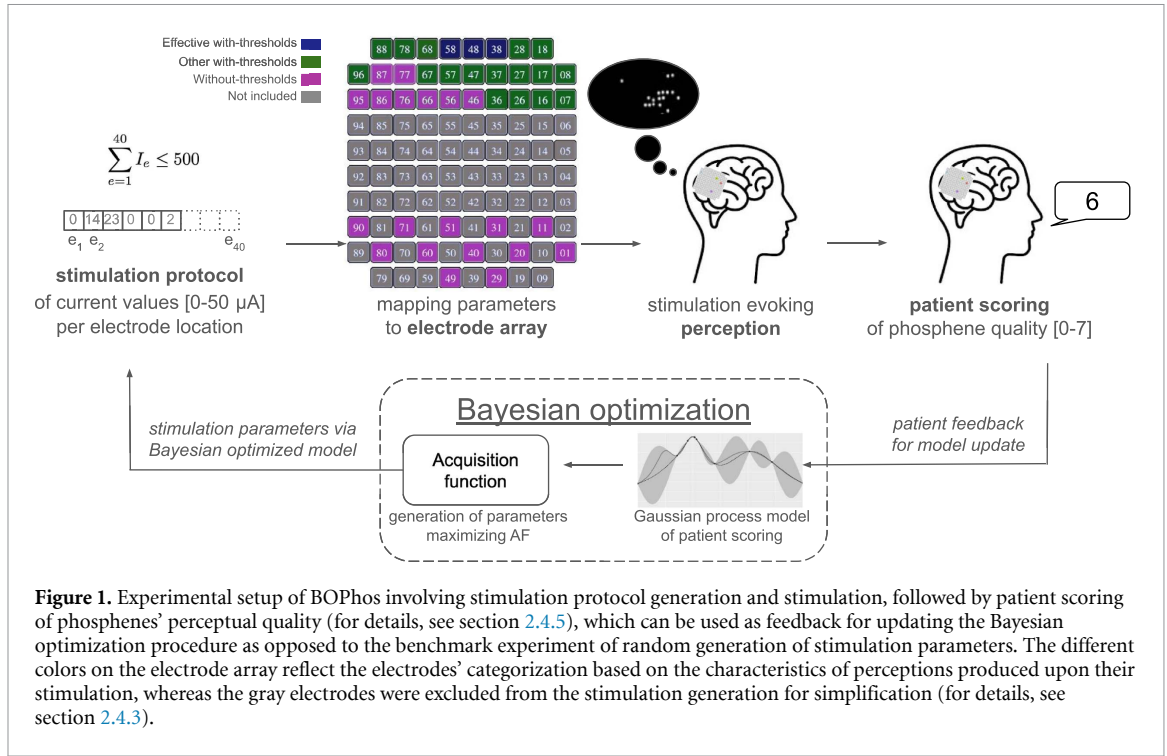 Effective with-thresholds
Other with-thresholds
Without-thresholds
Not included
88 78 68 58 48 38 28 18
96 87 77 67 57 47 37 27 17 08
95 86 76 66 56 46 36 26 16 07
94 85 75 65 55 45 35 25 15 06
93 84 74 64 54 44 34 24 14 05
92 83 73 63 53 43 33 23 13 04
91 82 72 62 52 42 32 22 12 03
90 81 71 61 51 41 31 21 11 02
89 80 70 60 50 40 30 20 10 01
79 69 59 49 39 29 19 09
40
∑ I_e ≤ 500
e=1
0 14 23 0 0 2
e₁ e₂ e₄₀
stimulation protocol
of current values [0-50 µA]
per electrode location
mapping parameters
to electrode array
stimulation evoking
perception
6
patient scoring
of phosphene quality [0-7]
Bayesian optimization
stimulation parameters via
Bayesian optimized model
Acquisition
function
generation of parameters
maximizing AF
Gaussian process model
of patient scoring
patient feedback
for model update
Figure 1. Experimental setup of BOPhos involving stimulation protocol generation and stimulation, followed by patient scoring
of phosphenes' perceptual quality (for details, see section 2.4.5), which can be used as feedback for updating the Bayesian
optimization procedure as opposed to the benchmark experiment of random generation of stimulation parameters. The different
colors on the electrode array reflect the electrodes' categorization based on the characteristics of perceptions produced upon their
stimulation, whereas the gray electrodes were excluded from the stimulation generation for simplification (for details, see
section 2.4.3).